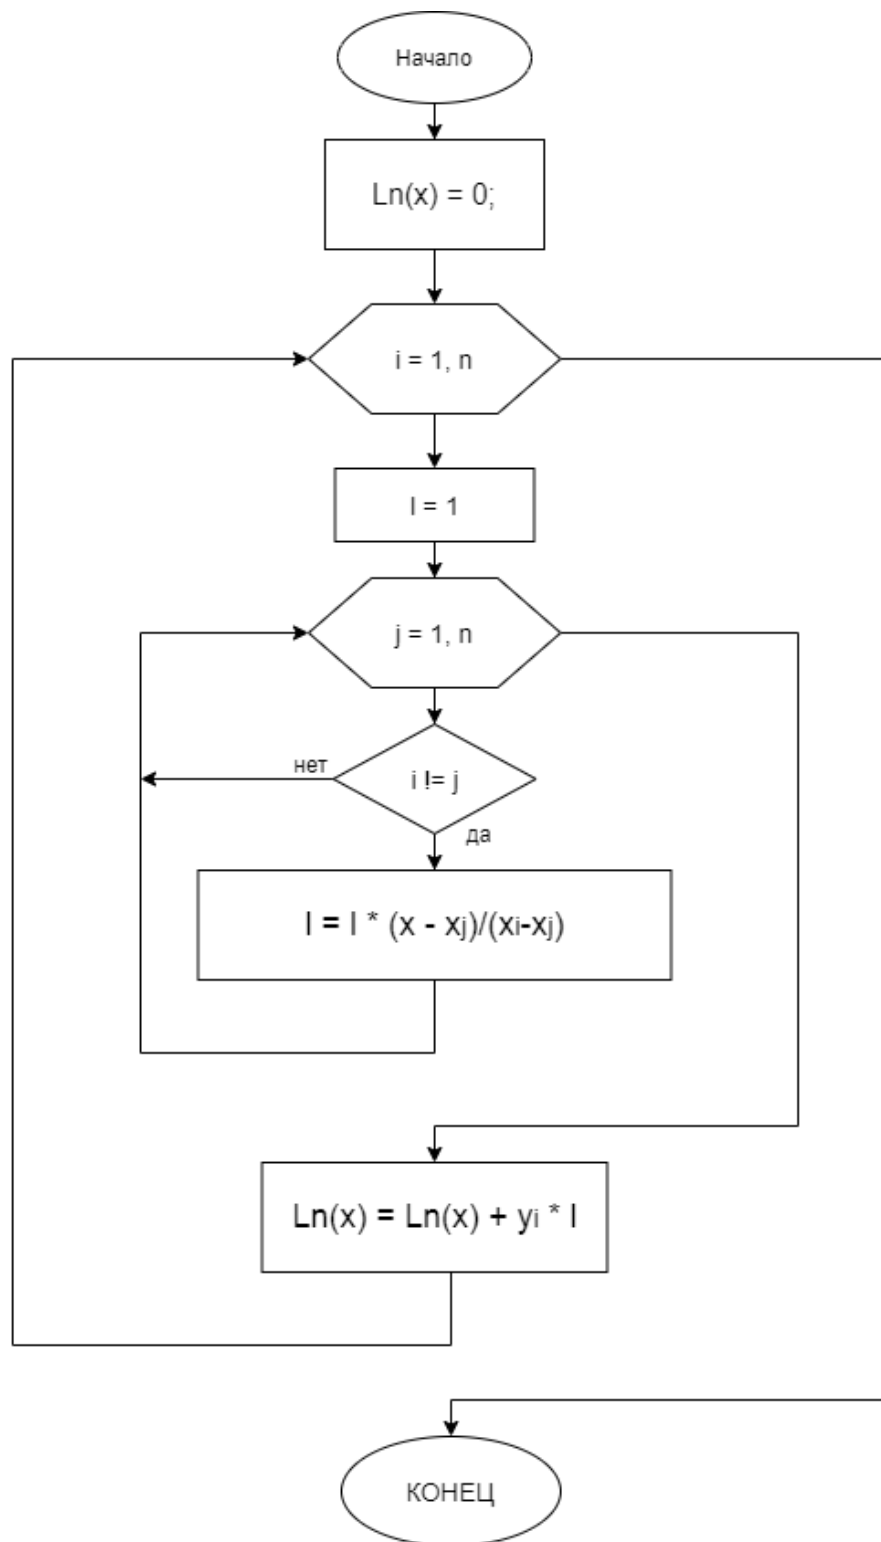 Начало
Ln(x) = 0;
i = 1, n
l = 1
j = 1, n
i != j
нет
да
l = l * (x - xj)/(xi-xj)
Ln(x) = Ln(x) + yi * l
КОНЕЦ